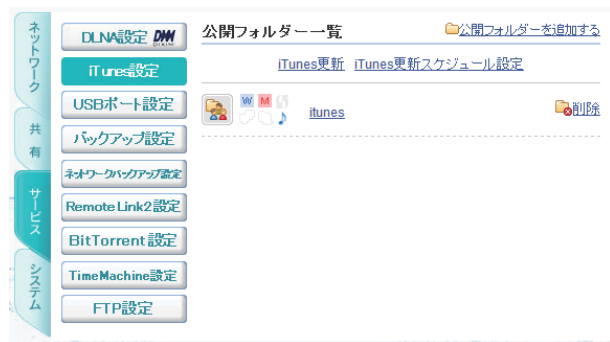 ネットワーク
共有
サービス
システム
DLNA設定
iTunes設定
USBポート設定
バックアップ設定
ネットワークバックアップ設定
Remote Link2設定
BitTorrent設定
TimeMachine設定
FTP設定
公開フォルダー一覧
公開フォルダーを追加する
iTunes更新 iTunes更新スケジュール設定
W M
itunes
削除